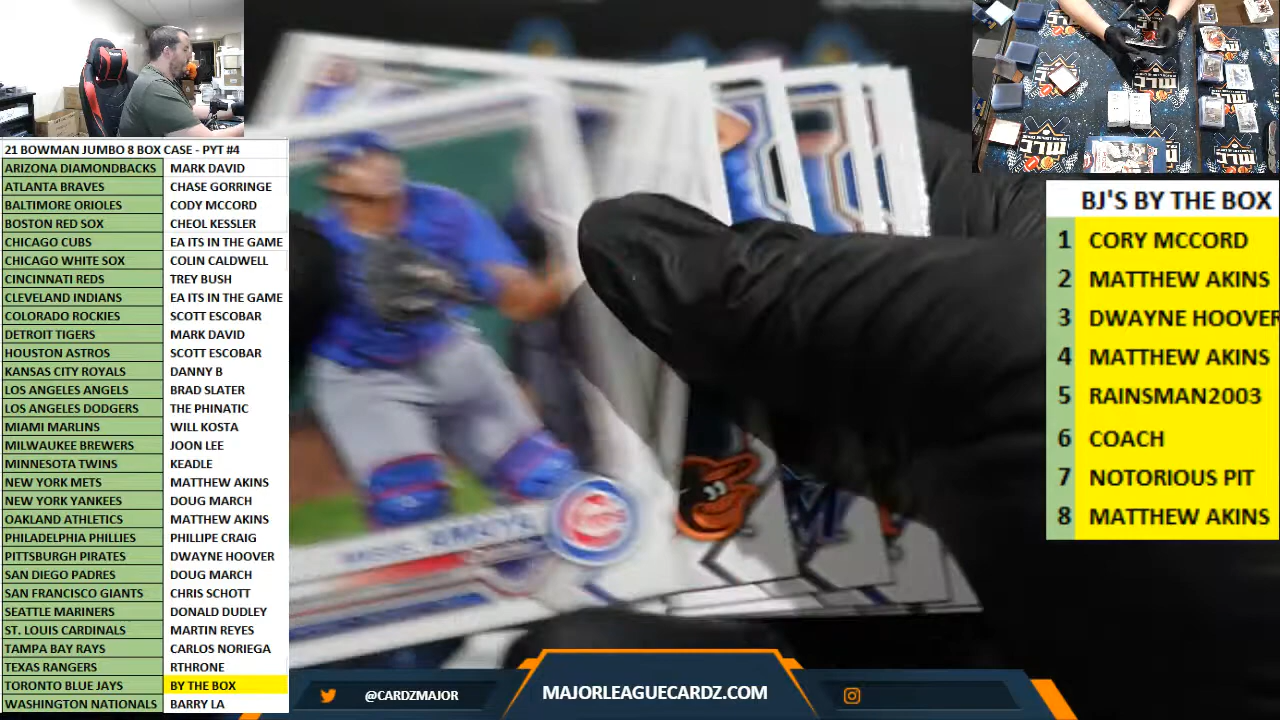 21 BOWMAN JUMBO 8 BOX CASE - PYT #4
ARIZONA DIAMONDBACKS MARK DAVID
ATLANTA BRAVES CHASE GORRINGE
BALTIMORE ORIOLES CODY MCCORD
BOSTON RED SOX CHEOL KESSLER
CHICAGO CUBS EA ITS IN THE GAME
CHICAGO WHITE SOX COLIN CALDWELL
CINCINNATI REDS TREY BUSH
CLEVELAND INDIANS EA ITS IN THE GAME
COLORADO ROCKIES SCOTT ESCOBAR
DETROIT TIGERS MARK DAVID
HOUSTON ASTROS SCOTT ESCOBAR
KANSAS CITY ROYALS DANNY B
LOS ANGELES ANGELS BRAD SLATER
LOS ANGELES DODGERS THE PHINATIC
MIAMI MARLINS WILL KOSTA
MILWAUKEE BREWERS JOON LEE
MINNESOTA TWINS KEADLE
NEW YORK METS MATTHEW AKINS
NEW YORK YANKEES DOUG MARCH
OAKLAND ATHLETICS MATTHEW AKINS
PHILADELPHIA PHILLIES PHILLIPE CRAIG
PITTSBURGH PIRATES DWAYNE HOOVER
SAN DIEGO PADRES DOUG MARCH
SAN FRANCISCO GIANTS CHRIS SCHOTT
SEATTLE MARINERS DONALD DUDLEY
ST. LOUIS CARDINALS MARTIN REYES
TAMPA BAY RAYS CARLOS NORIEGA
TEXAS RANGERS RTHRONE
TORONTO BLUE JAYS BY THE BOX
WASHINGTON NATIONALS BARRY LA
BJ'S BY THE BOX
1 CORY MCCORD
2 MATTHEW AKINS
3 DWAYNE HOOVER
4 MATTHEW AKINS
5 RAINSMAN2003
6 COACH
7 NOTORIOUS PIT
8 MATTHEW AKINS
@CARDZMAJOR
MAJORLEAGUECARDZ.COM